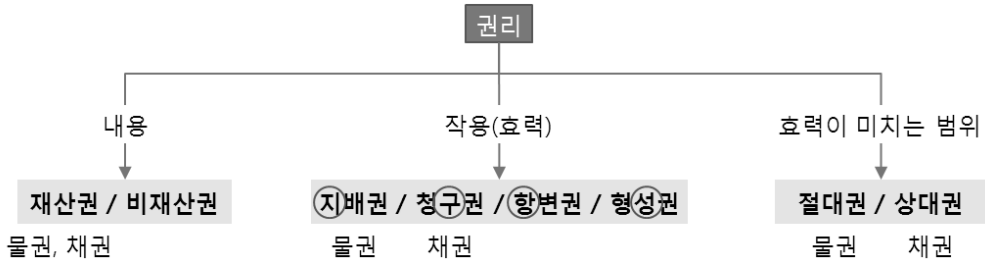 권리
내용 작용(효력) 효력이 미치는 범위
재산권 / 비재산권 지배권 / 청구권 / 항변권 / 형성권 절대권 / 상대권
물권, 채권 물권 채권 물권 채권